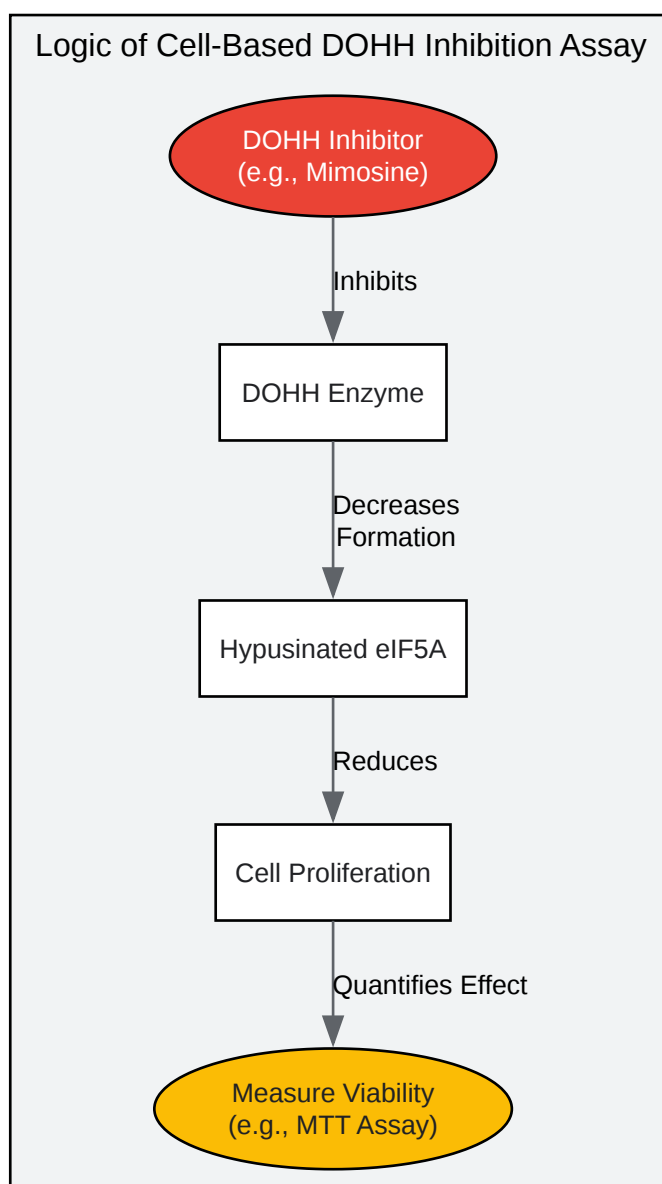 Logic of Cell-Based DOHH Inhibition Assay
DOHH Inhibitor
(e.g., Mimosine)
Inhibits
DOHH Enzyme
Decreases
Formation
Hypusinated eIF5A
Reduces
Cell Proliferation
Quantifies Effect
Measure Viability
(e.g., MTT Assay)